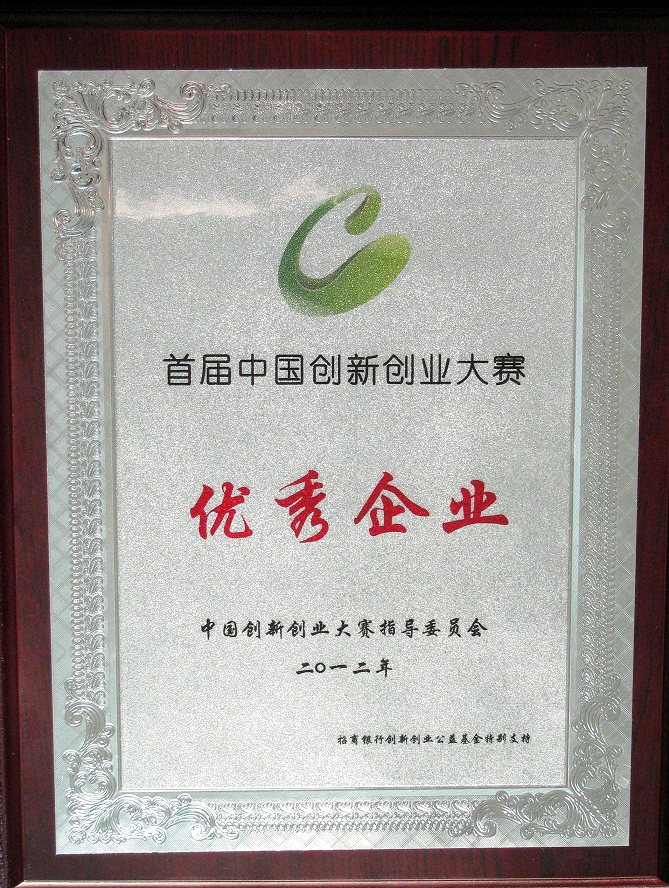 首届中国创新创业大赛
优秀企业
中国创新创业大赛指导委员会
二〇一二年
招商银行创新创业公益基金特别支持